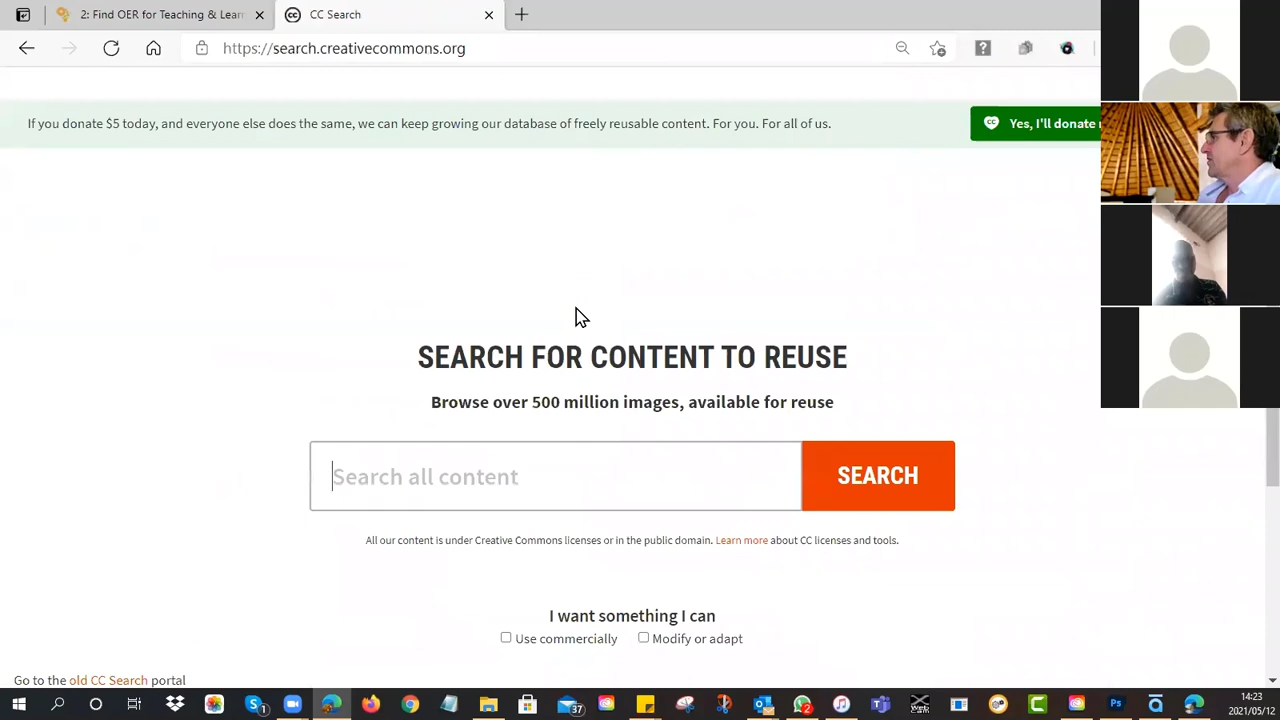 2: Find OER for Teaching & Lear
CC Search
https://search.creativecommons.org
If you donate $5 today, and everyone else does the same, we can keep growing our database of freely reusable content. For you. For all of us.
Yes, I'll donate
SEARCH FOR CONTENT TO REUSE
Browse over 500 million images, available for reuse
Search all content
SEARCH
All our content is under Creative Commons licenses or in the public domain. Learn more about CC licenses and tools.
I want something I can
Use commercially
Modify or adapt
Go to the old CC Search portal
14:23
2021/05/12